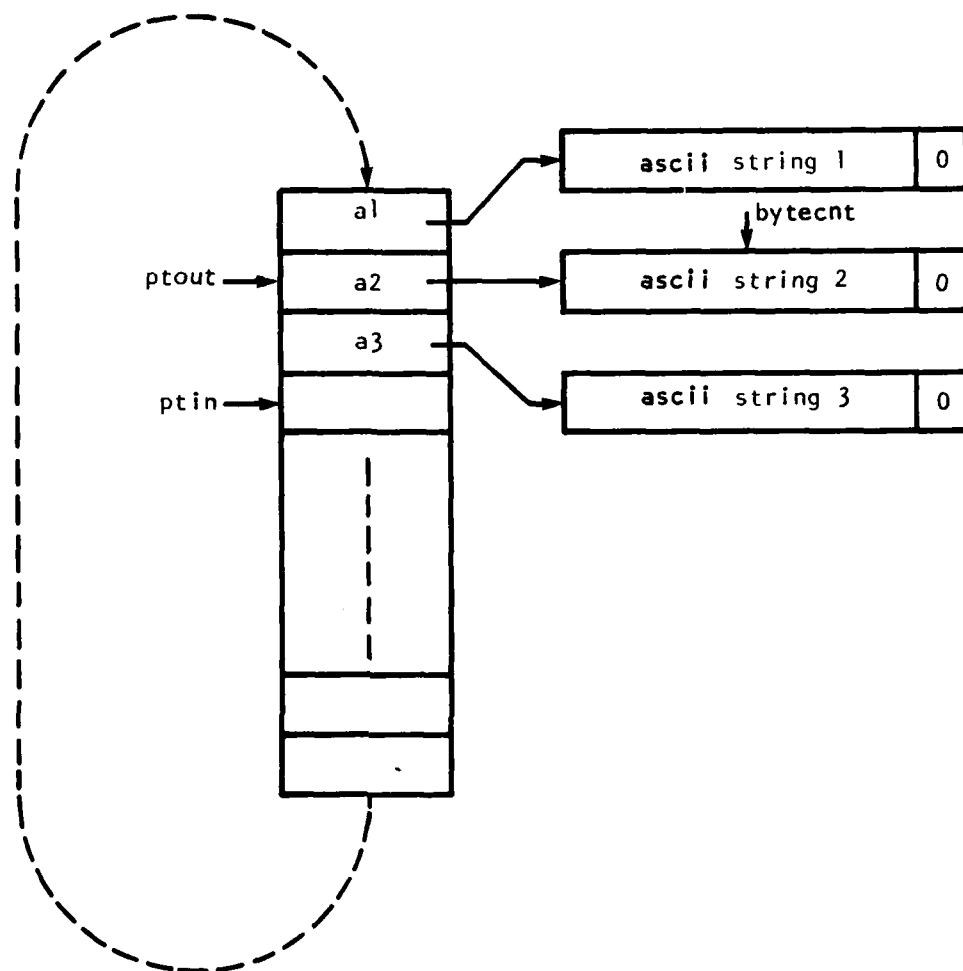 ascii string 1 0
a1
bytecnt
ptout a2 ascii string 2 0
a3
ptin ascii string 3 0